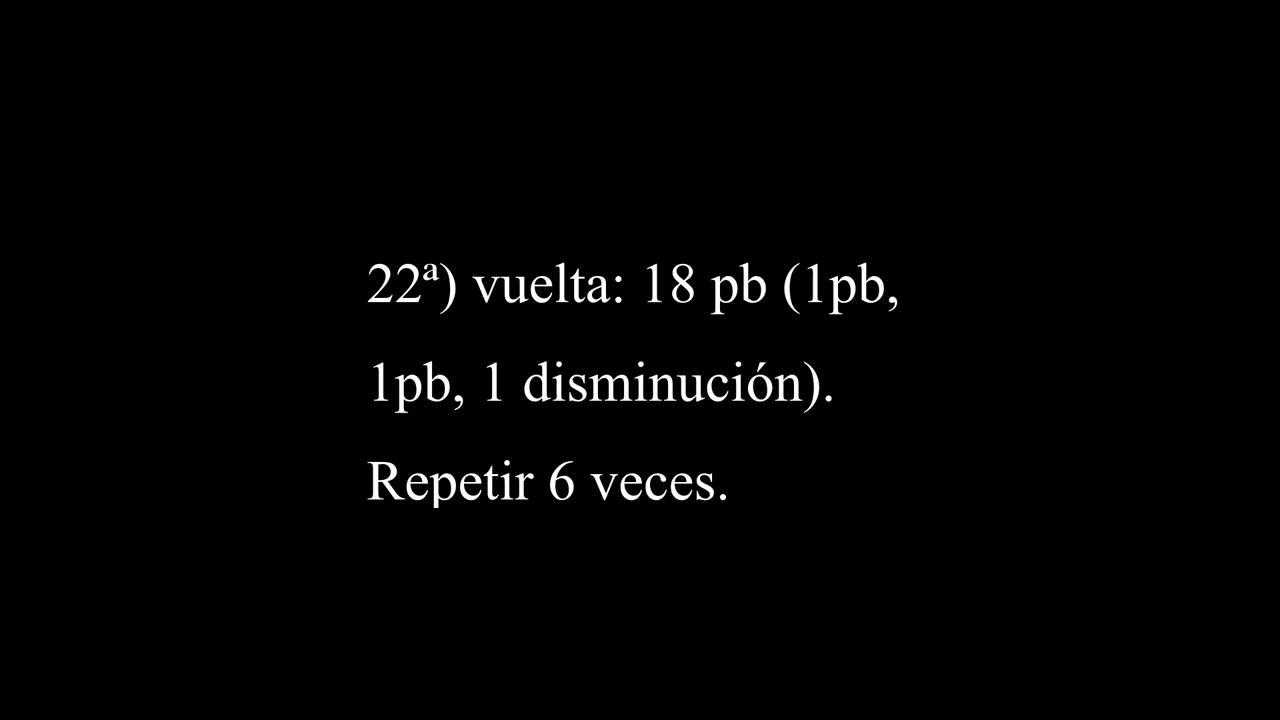 22ª) vuelta: 18 pb (1pb,
1pb, 1 disminución).
Repetir 6 veces.